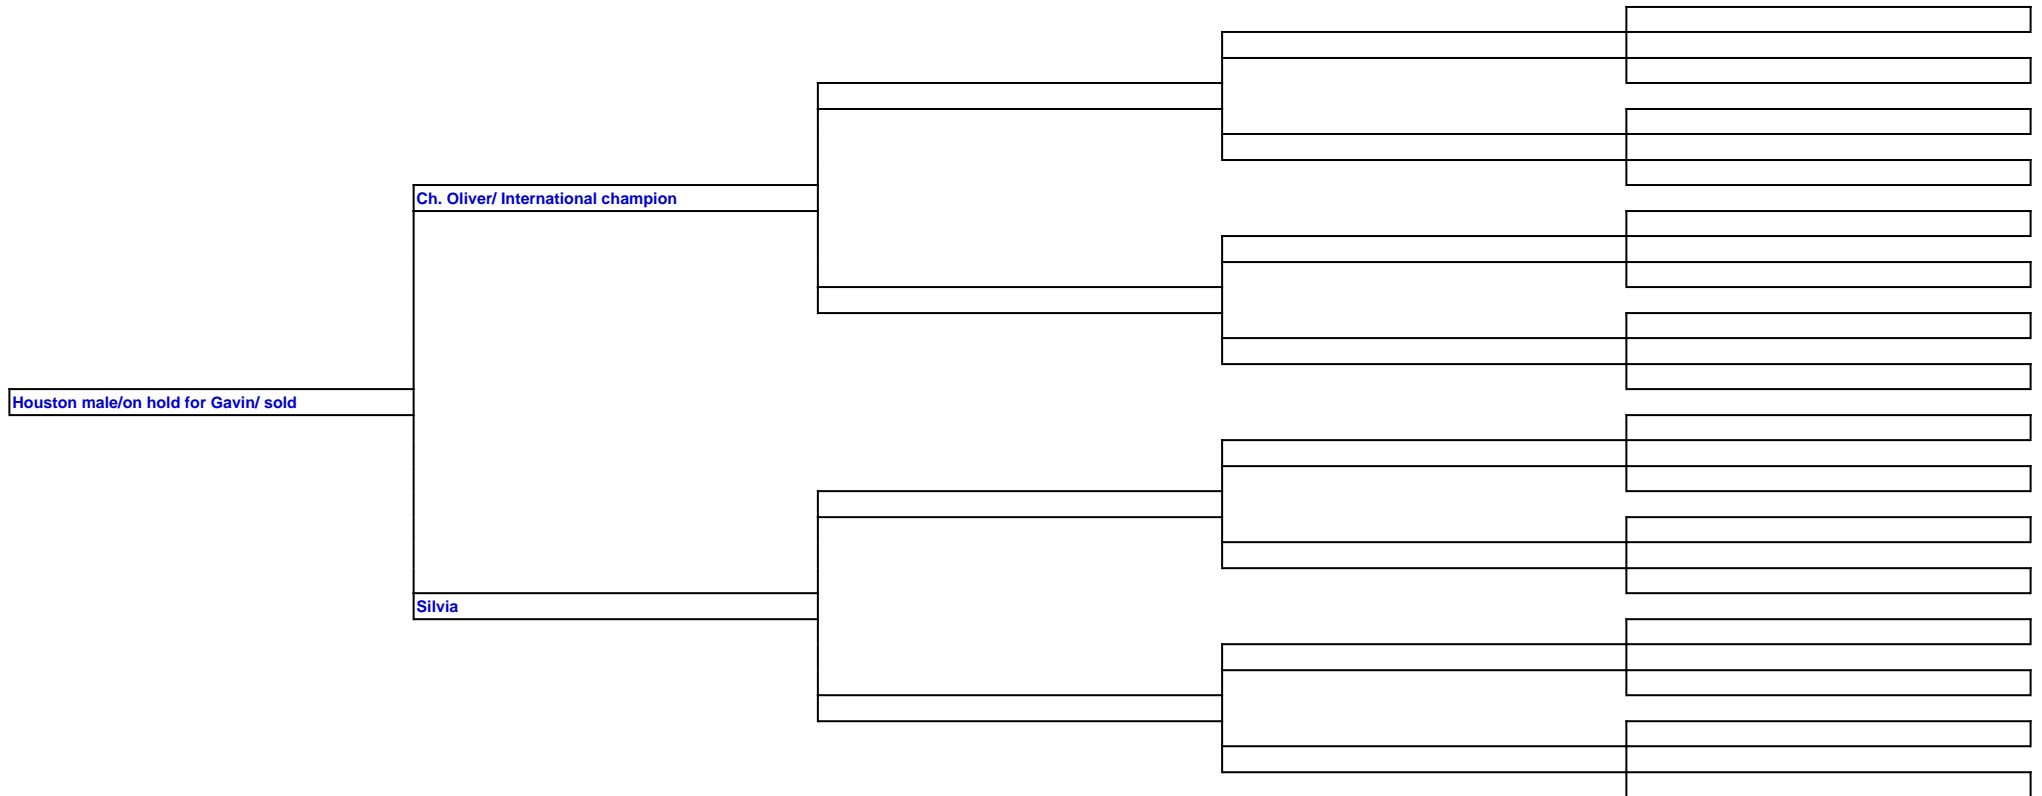 Ch. Oliver/ International champion
Houston male/on hold for Gavin/ sold
Silvia